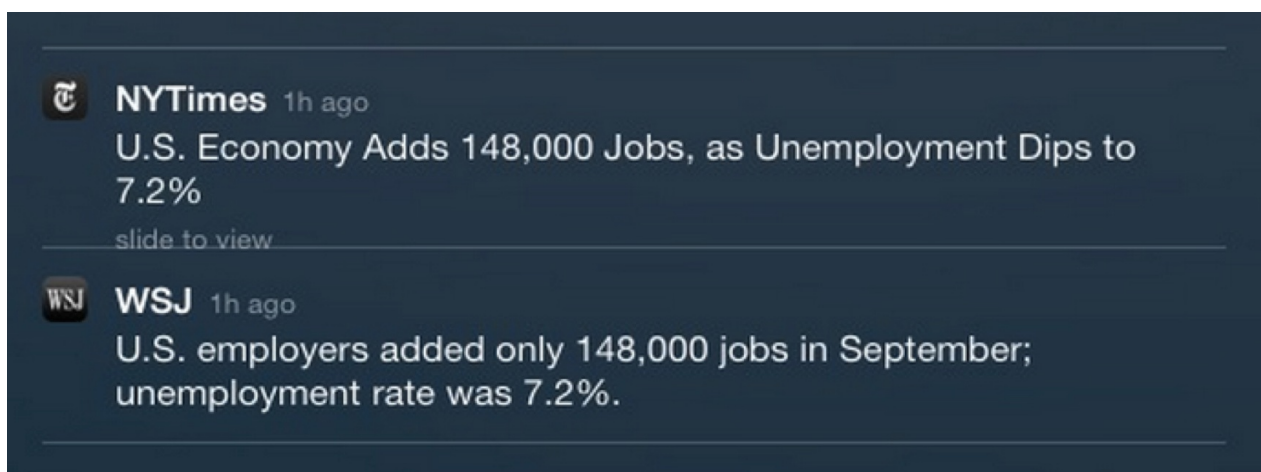 T
NYTimes 1h ago
U.S. Economy Adds 148,000 Jobs, as Unemployment Dips to
7.2%
slide to view
WSJ
WSJ 1h ago
U.S. employers added only 148,000 jobs in September;
unemployment rate was 7.2%.